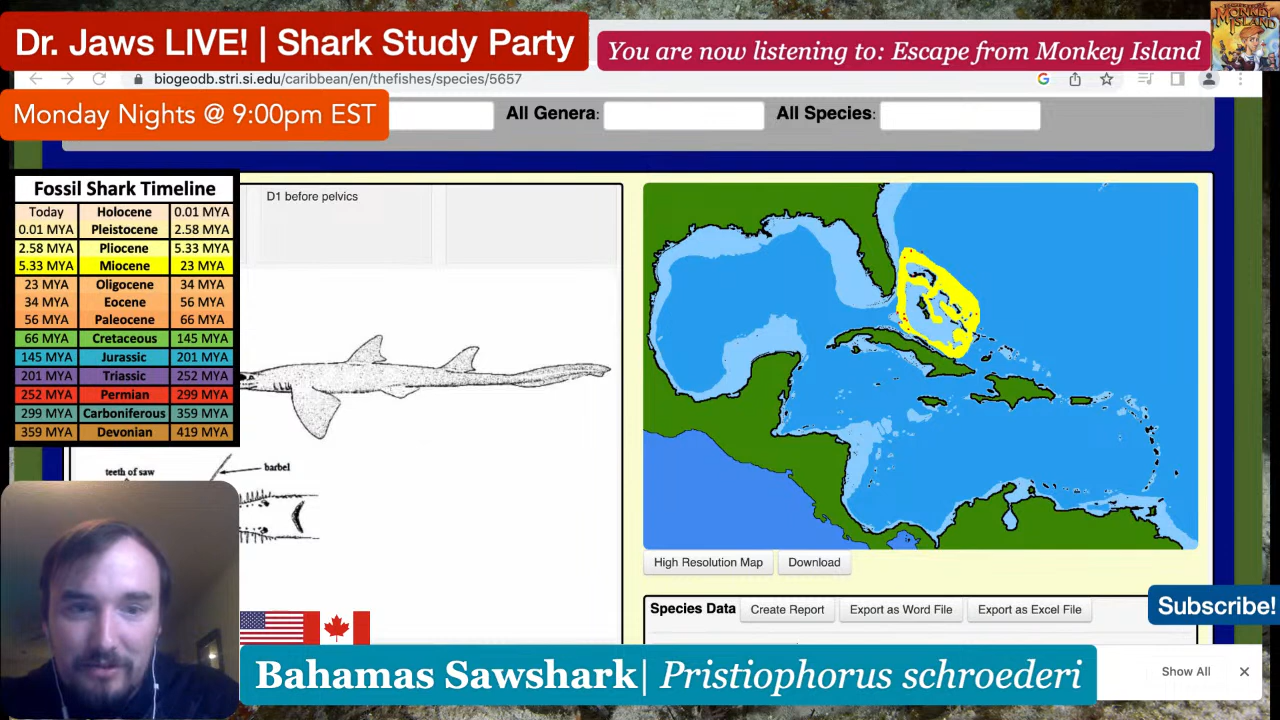 Dr. Jaws LIVE! | Shark Study Party
You are now listening to: Escape from Monkey Island
MONKEY
ISLAND
biogeodb.stri.si.edu/caribbean/en/thefishes/species/5657
Monday Nights @ 9:00pm EST
All Genera:
All Species:
Fossil Shark Timeline
Today Holocene 0.01 MYA
0.01 MYA Pleistocene 2.58 MYA
2.58 MYA Pliocene 5.33 MYA
5.33 MYA Miocene 23 MYA
23 MYA Oligocene 34 MYA
34 MYA Eocene 56 MYA
56 MYA Paleocene 66 MYA
66 MYA Cretaceous 145 MYA
145 MYA Jurassic 201 MYA
201 MYA Triassic 252 MYA
252 MYA Permian 299 MYA
299 MYA Carboniferous 359 MYA
359 MYA Devonian 419 MYA
D1 before pelvics
teeth of saw
barbel
High Resolution Map
Download
Species Data
Create Report
Export as Word File
Export as Excel File
Subscribe!
Bahamas Sawshark| Pristiophorus schroederi
Show All